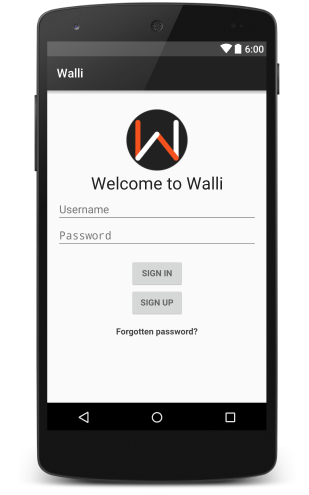 6:00
Walli
W
Welcome to Walli
Username
Password
SIGN IN
SIGN UP
Forgotten password?